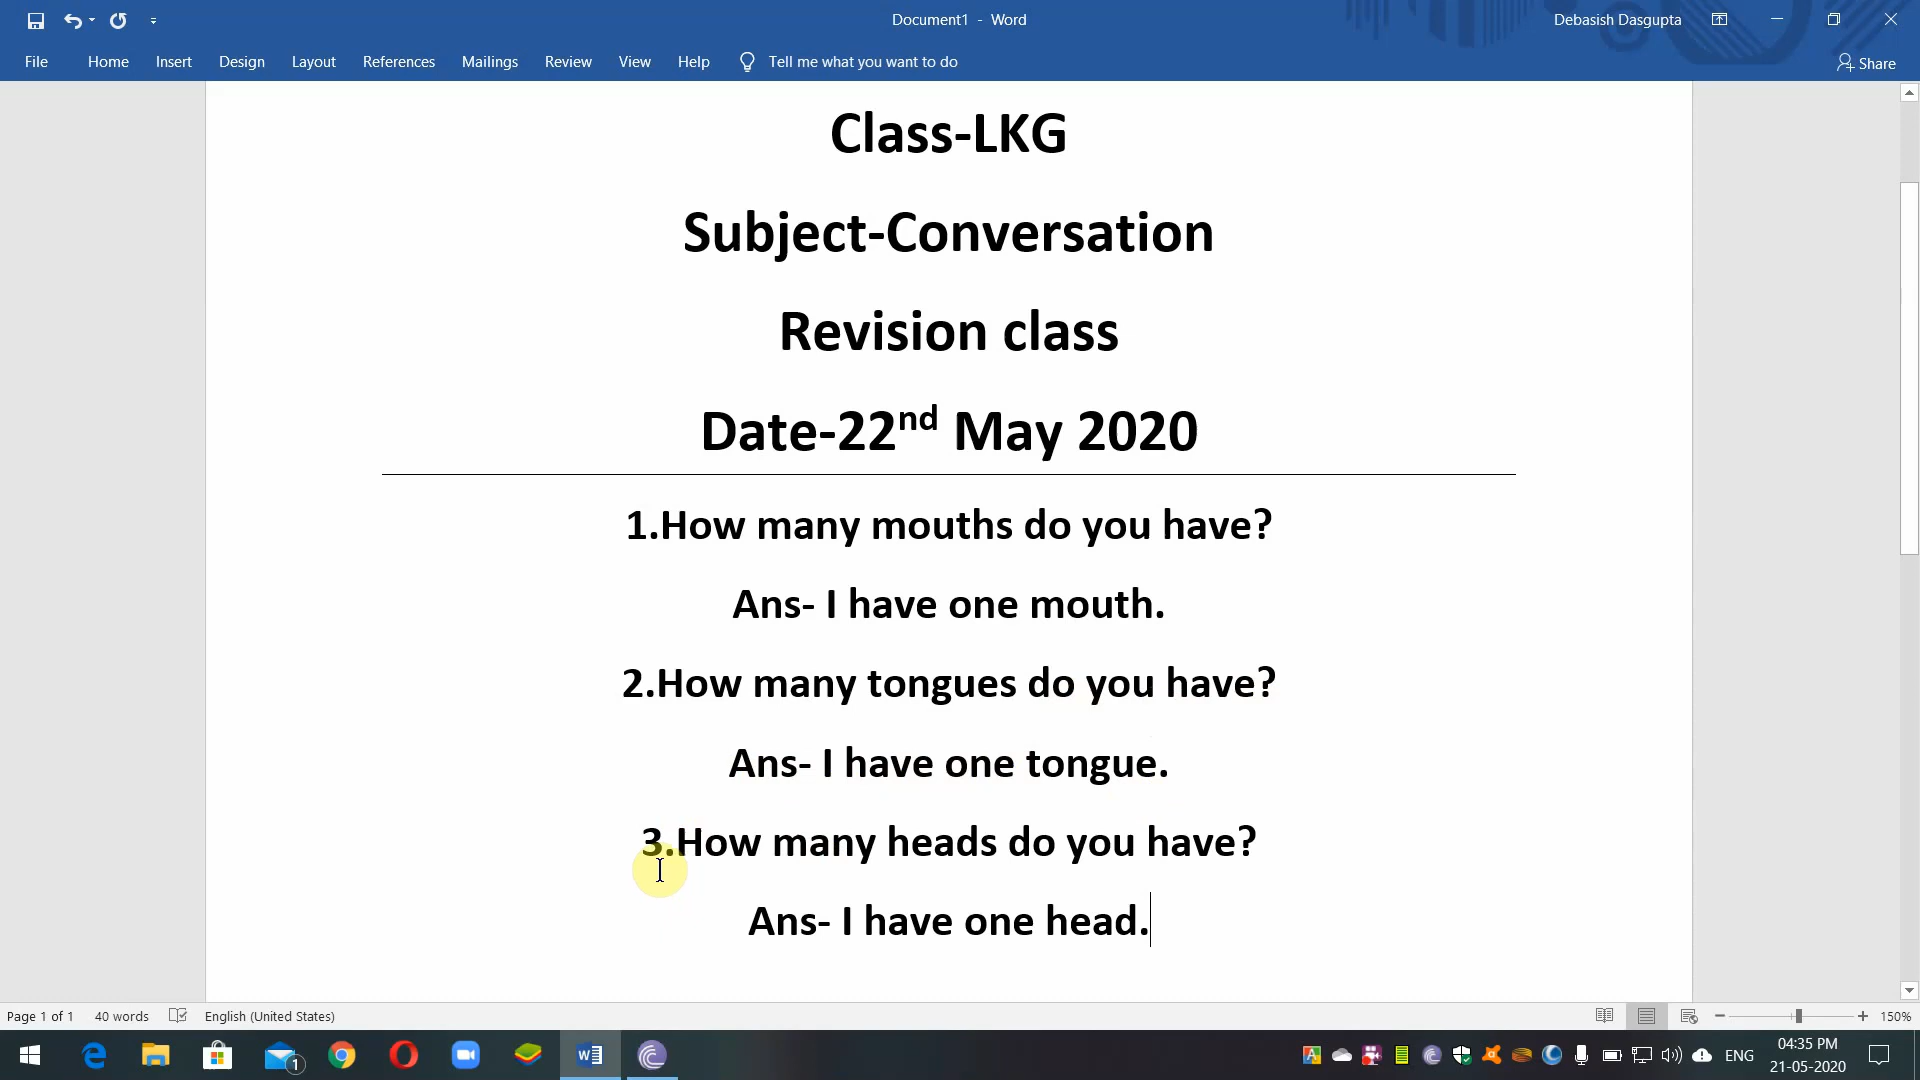 Document1 - Word
Debasish Dasgupta
File Home Insert Design Layout References Mailings Review View Help Tell me what you want to do
Share
Class-LKG
Subject-Conversation
Revision class
Date-22nd May 2020
1.How many mouths do you have?
Ans- I have one mouth.
2.How many tongues do you have?
Ans- I have one tongue.
3.How many heads do you have?
Ans- I have one head.
Page 1 of 1 40 words English (United States) 150%
1
ENG
04:35 PM
21-05-2020